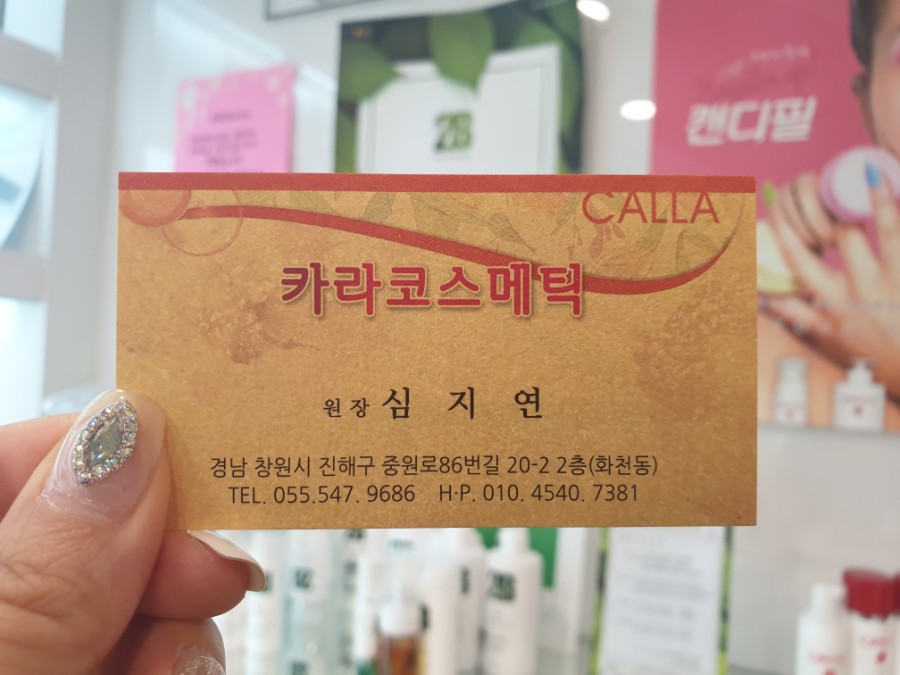 캔디필
CALLA
카라코스메틱
원장 심 지 연
경남 창원시 진해구 중원로86번길 20-2 2층(화천동)
TEL. 055.547. 9686 H·P. 010. 4540. 7381